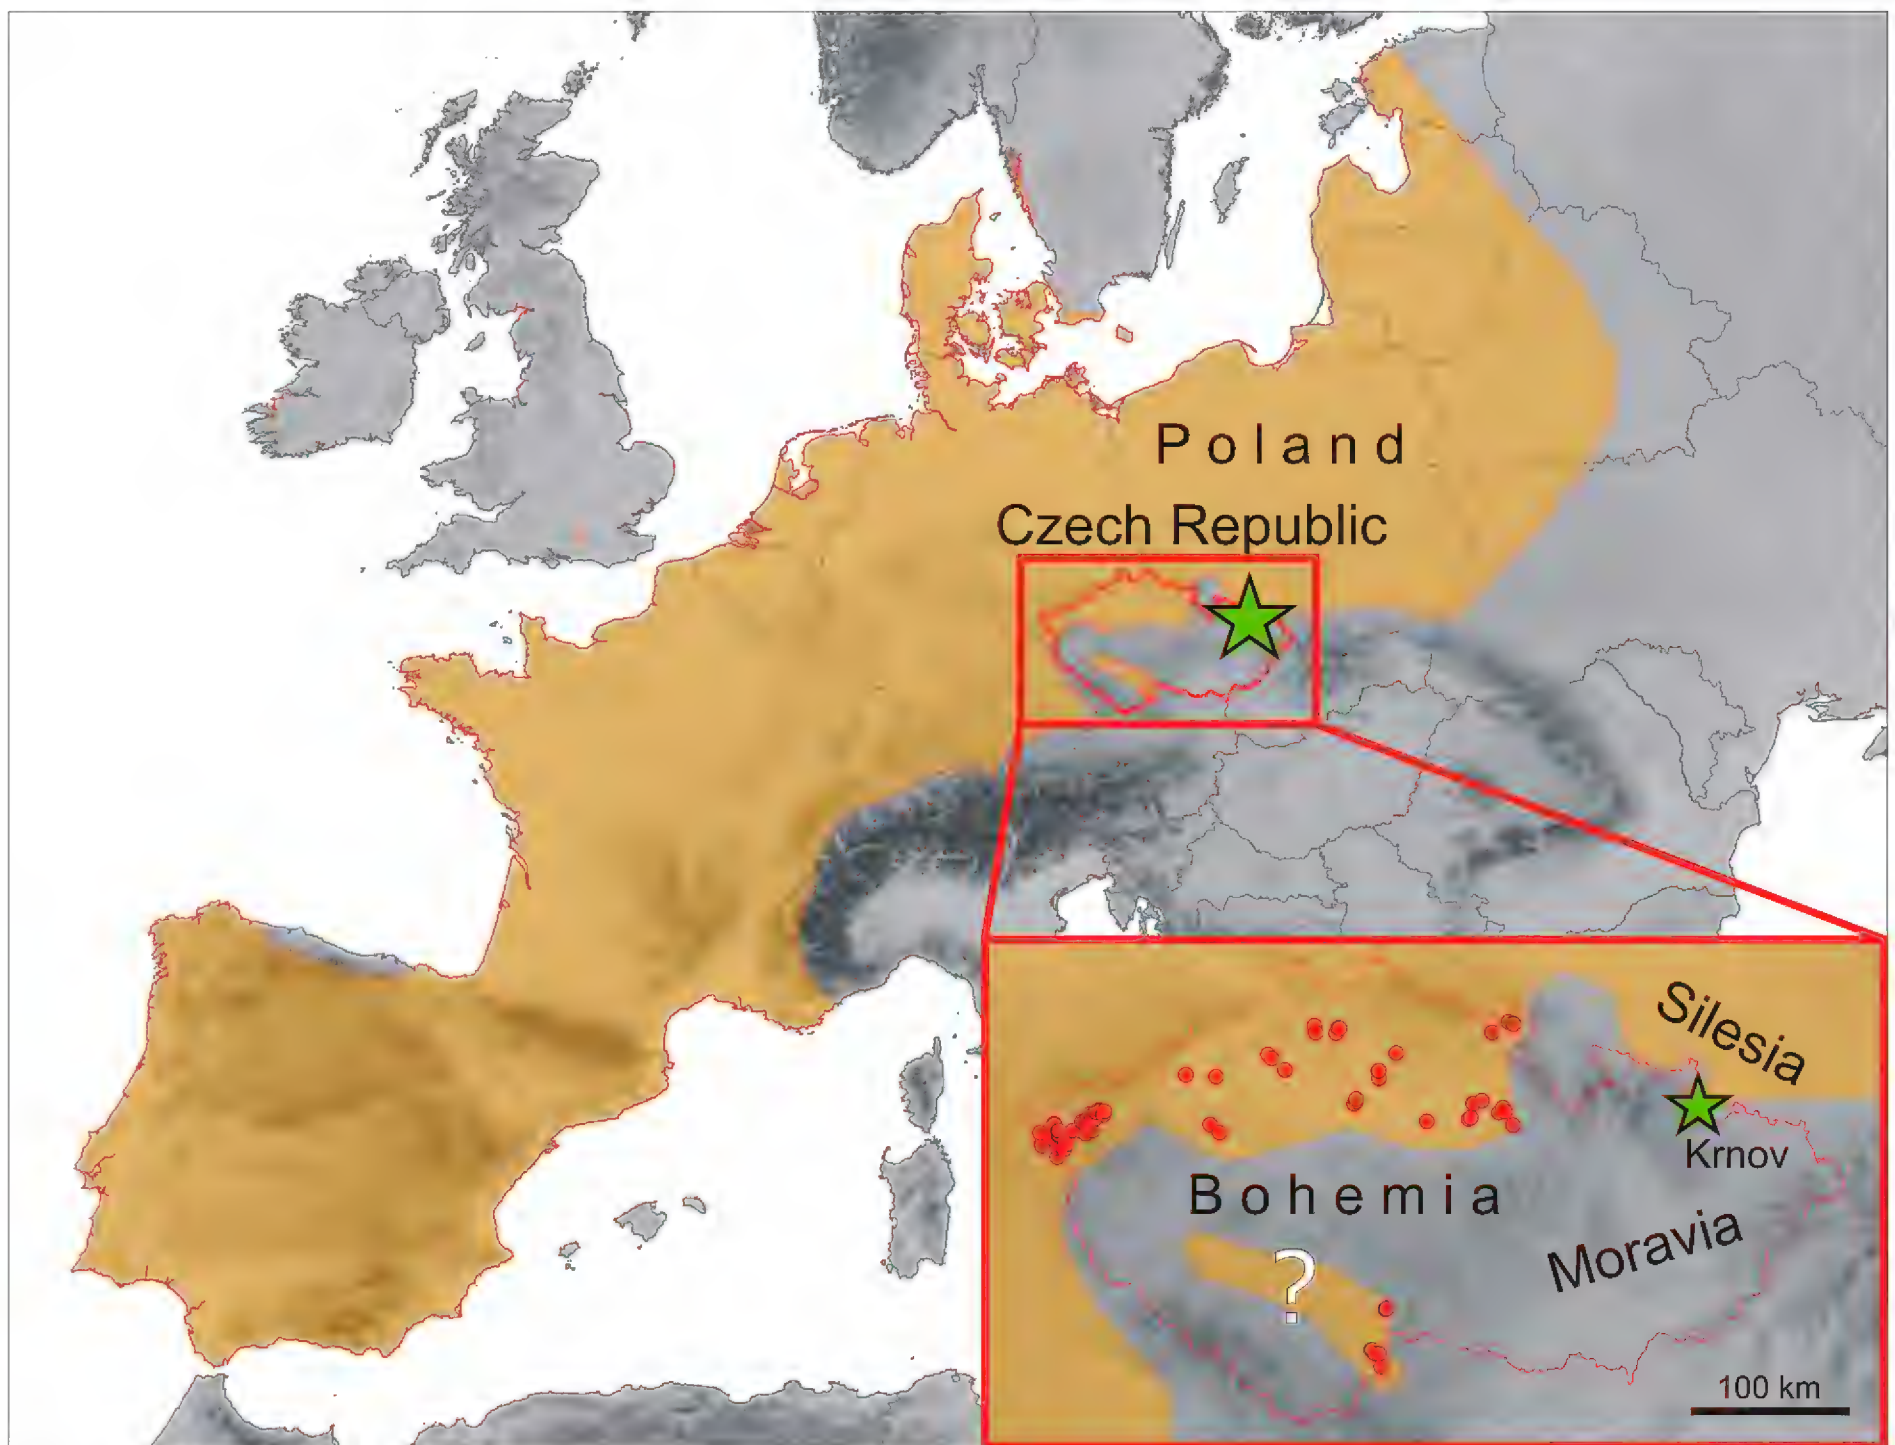 Poland
Czech Republic
Silesia
Krnov
Bohemia
Moravia
?
100 km